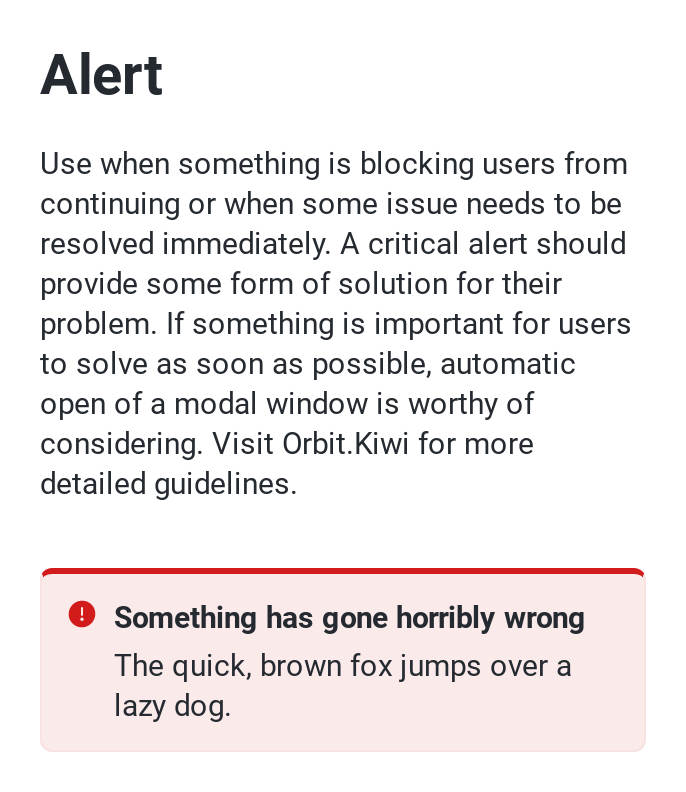 Alert
Use when something is blocking users from
continuing or when some issue needs to be
resolved immediately. A critical alert should
provide some form of solution for their
problem. If something is important for users
to solve as soon as possible, automatic
open of a modal window is worthy of
considering. Visit Orbit.Kiwi for more
detailed guidelines.
Something has gone horribly wrong
The quick, brown fox jumps over a
lazy dog.